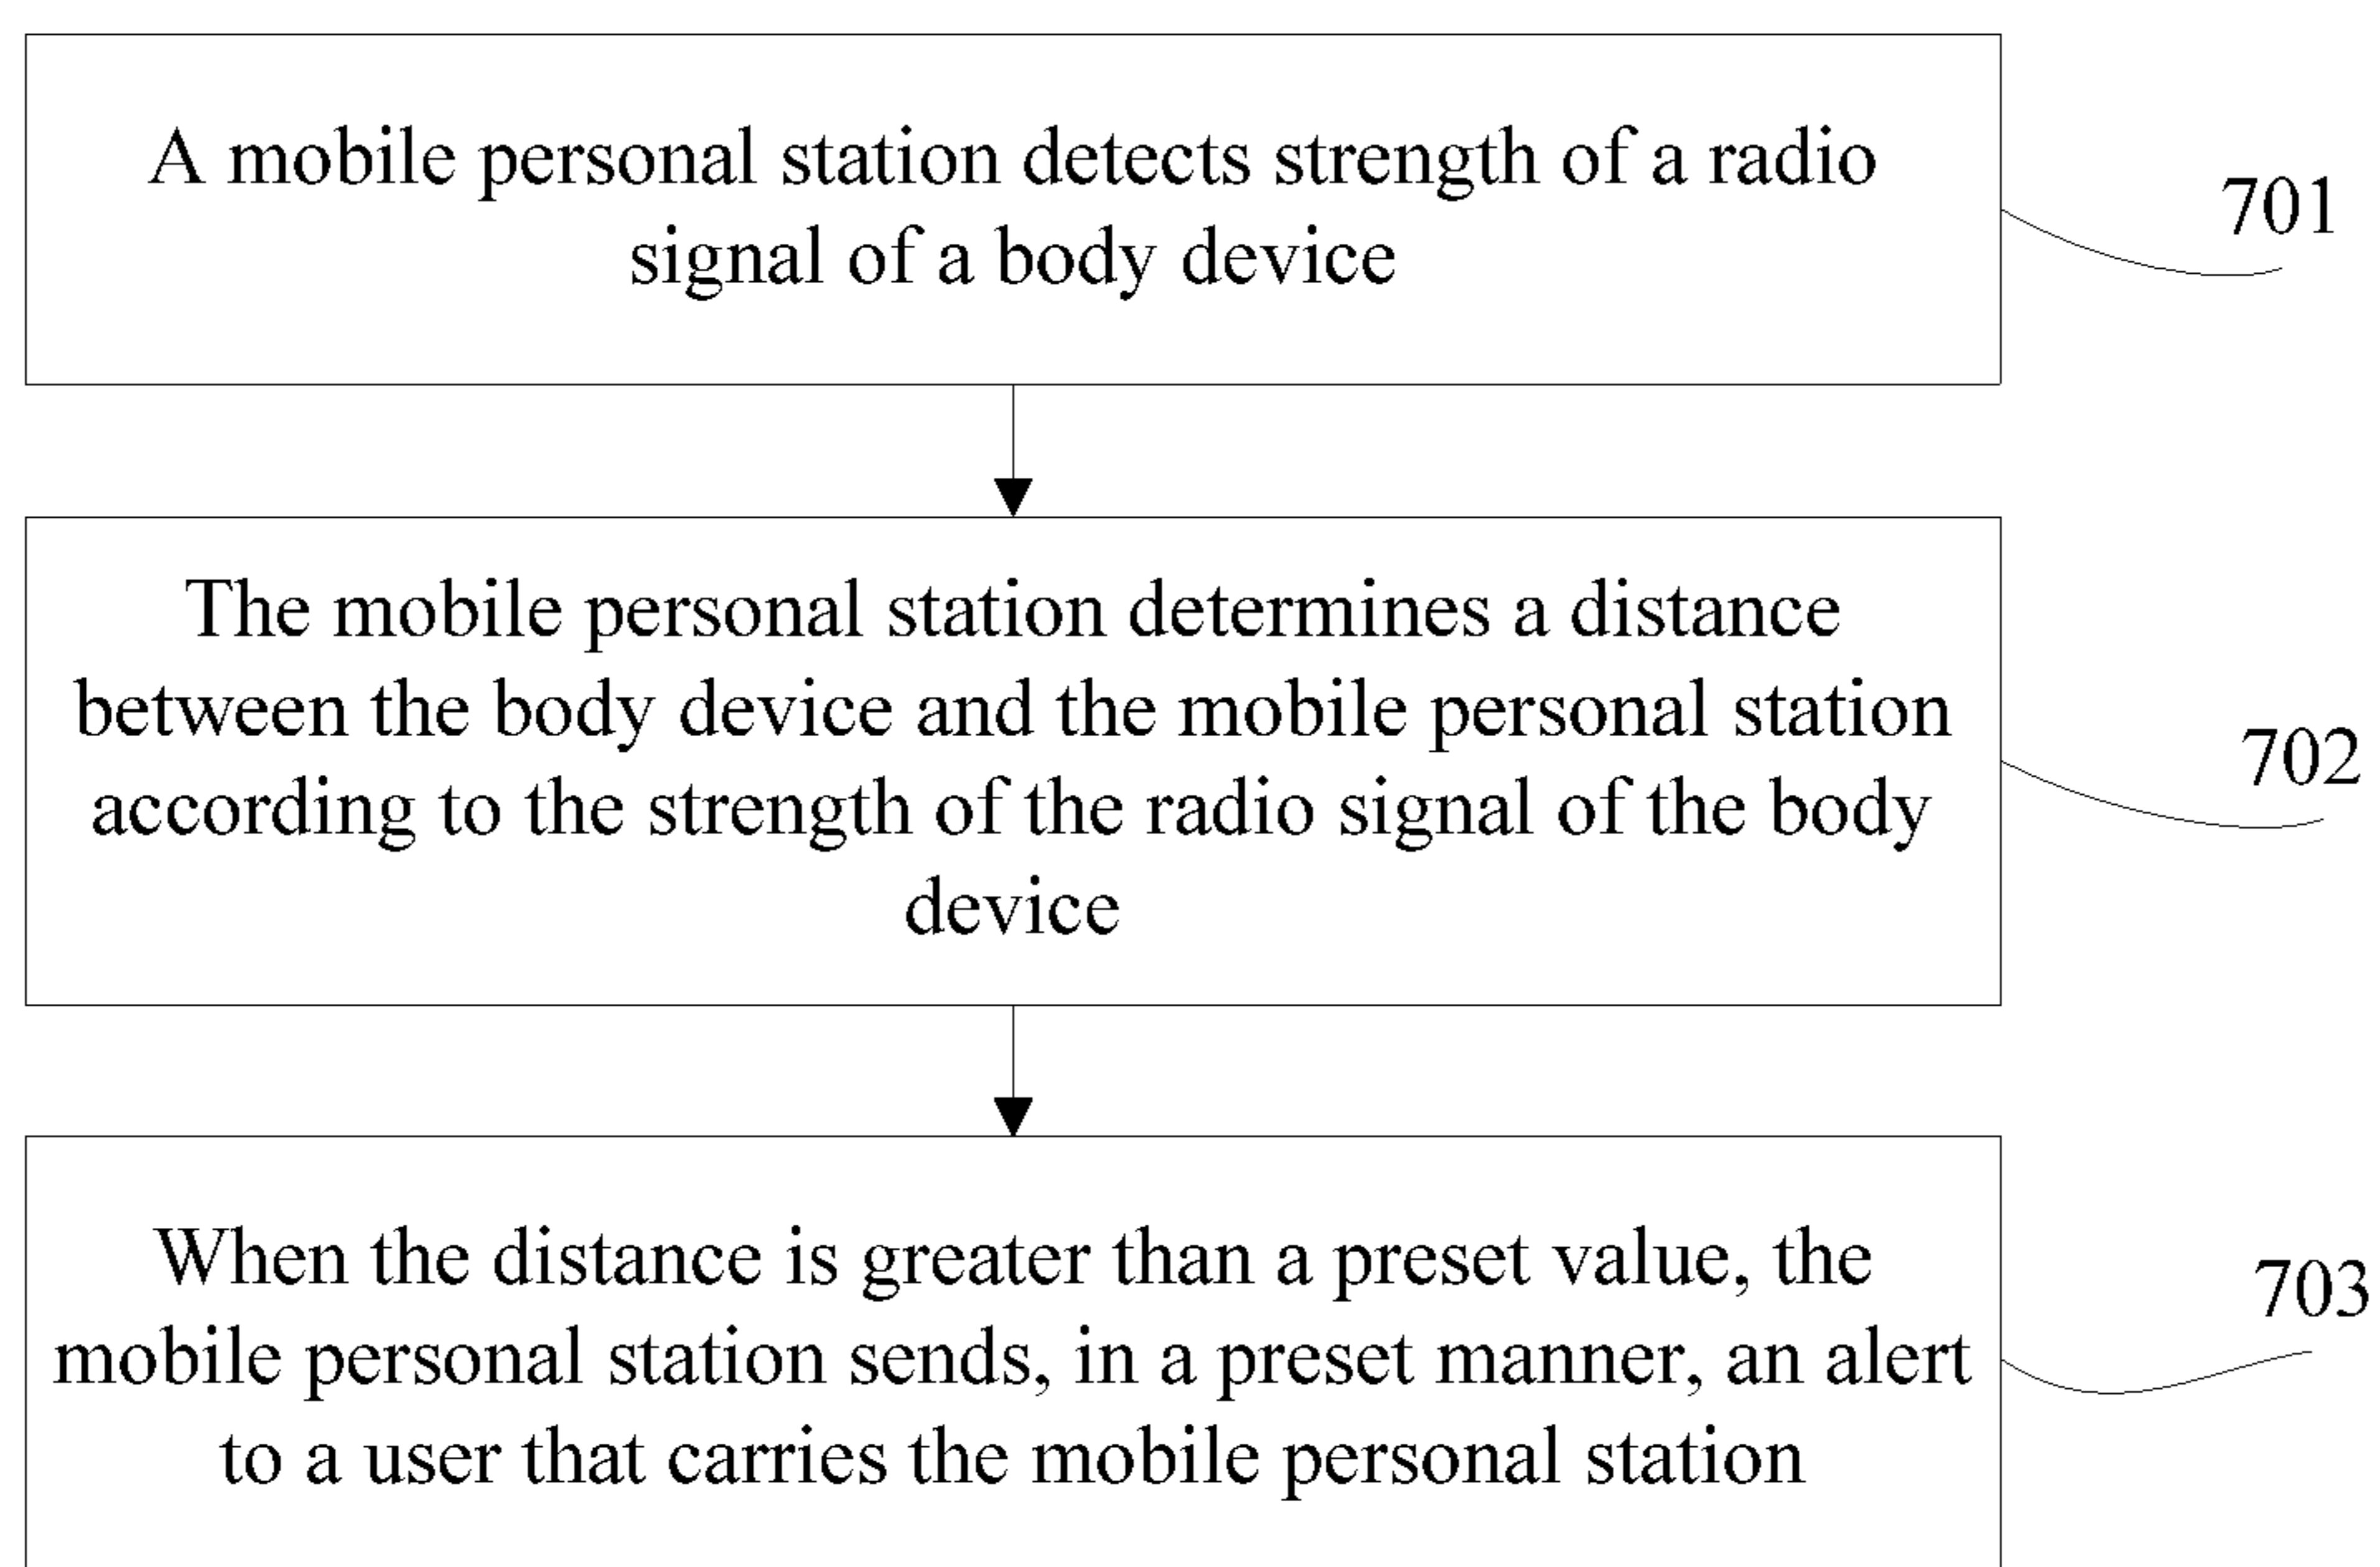 A mobile personal station detects strength of a radio
signal of a body device
701
The mobile personal station determines a distance
between the body device and the mobile personal station
according to the strength of the radio signal of the body
device
702
When the distance is greater than a preset value, the
mobile personal station sends, in a preset manner, an alert
to a user that carries the mobile personal station
703